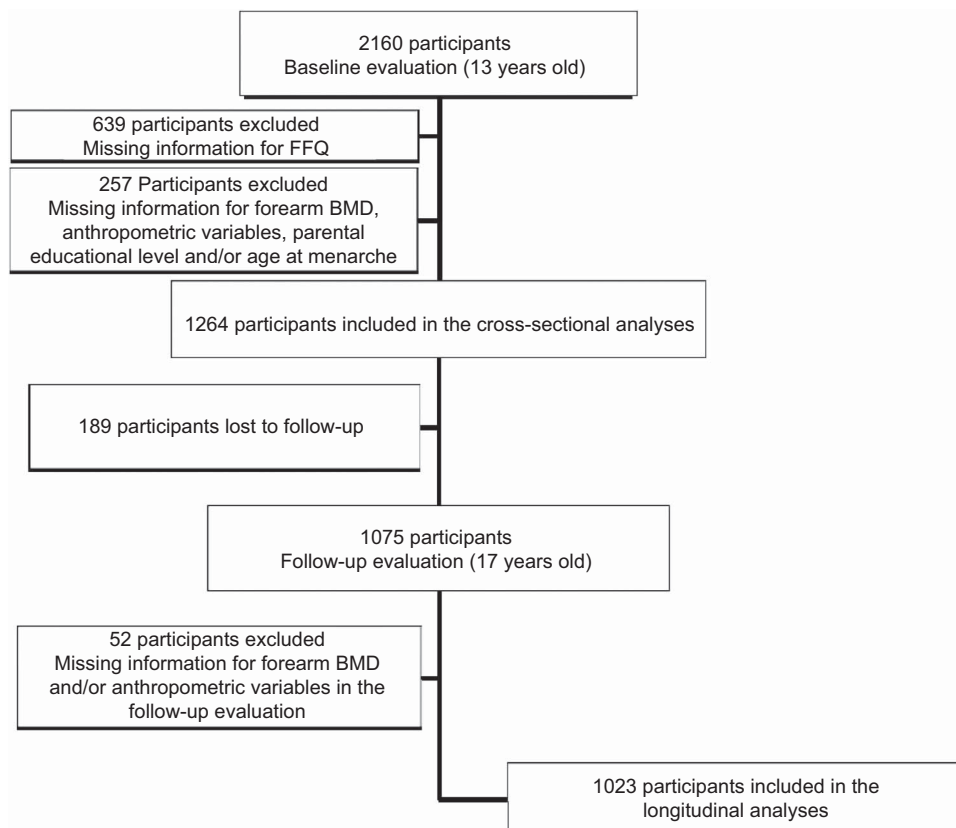 2160 participants
Baseline evaluation (13 years old)
639 participants excluded
Missing information for FFQ
257 Participants excluded
Missing information for forearm BMD,
anthropometric variables, parental
educational level and/or age at menarche
1264 participants included in the cross-sectional analyses
189 participants lost to follow-up
1075 participants
Follow-up evaluation (17 years old)
52 participants excluded
Missing information for forearm BMD
and/or anthropometric variables in the
follow-up evaluation
1023 participants included in the
longitudinal analyses